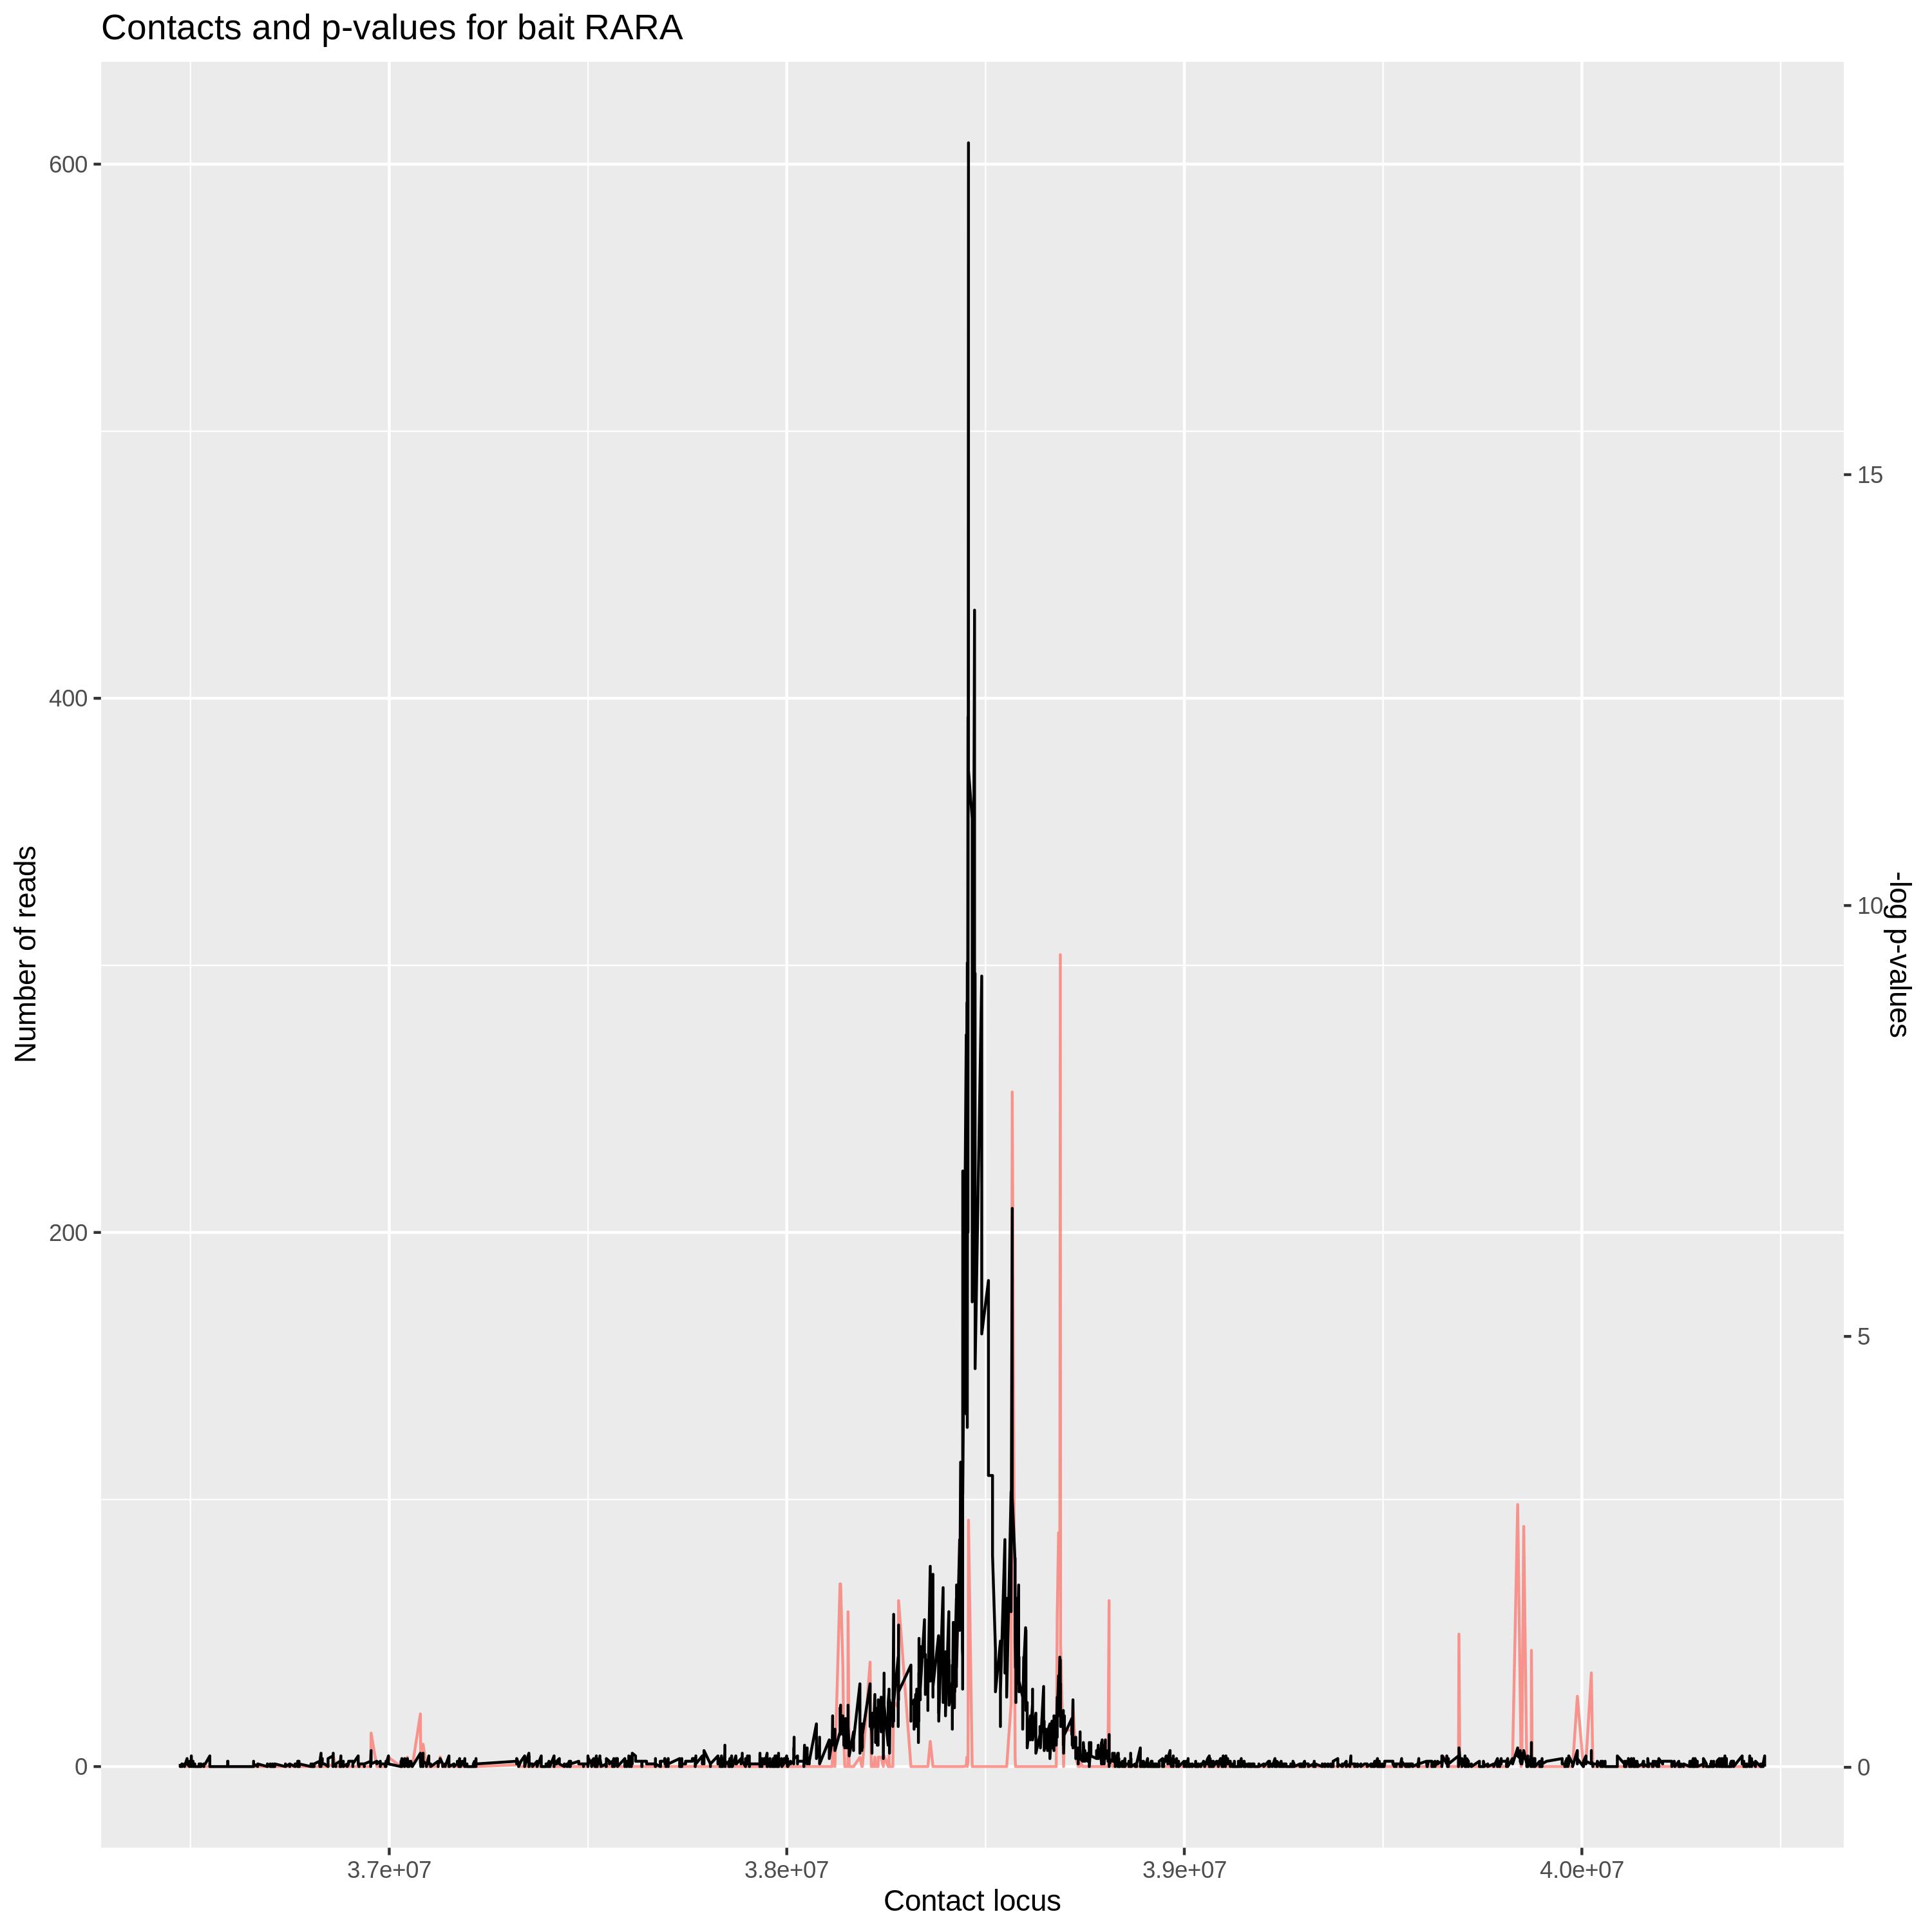 Contacts and p-values for bait RARA
600
400
200
0
Number of reads
15
10
5
0
-log p-values
3.7e+07
3.8e+07
3.9e+07
4.0e+07
Contact locus